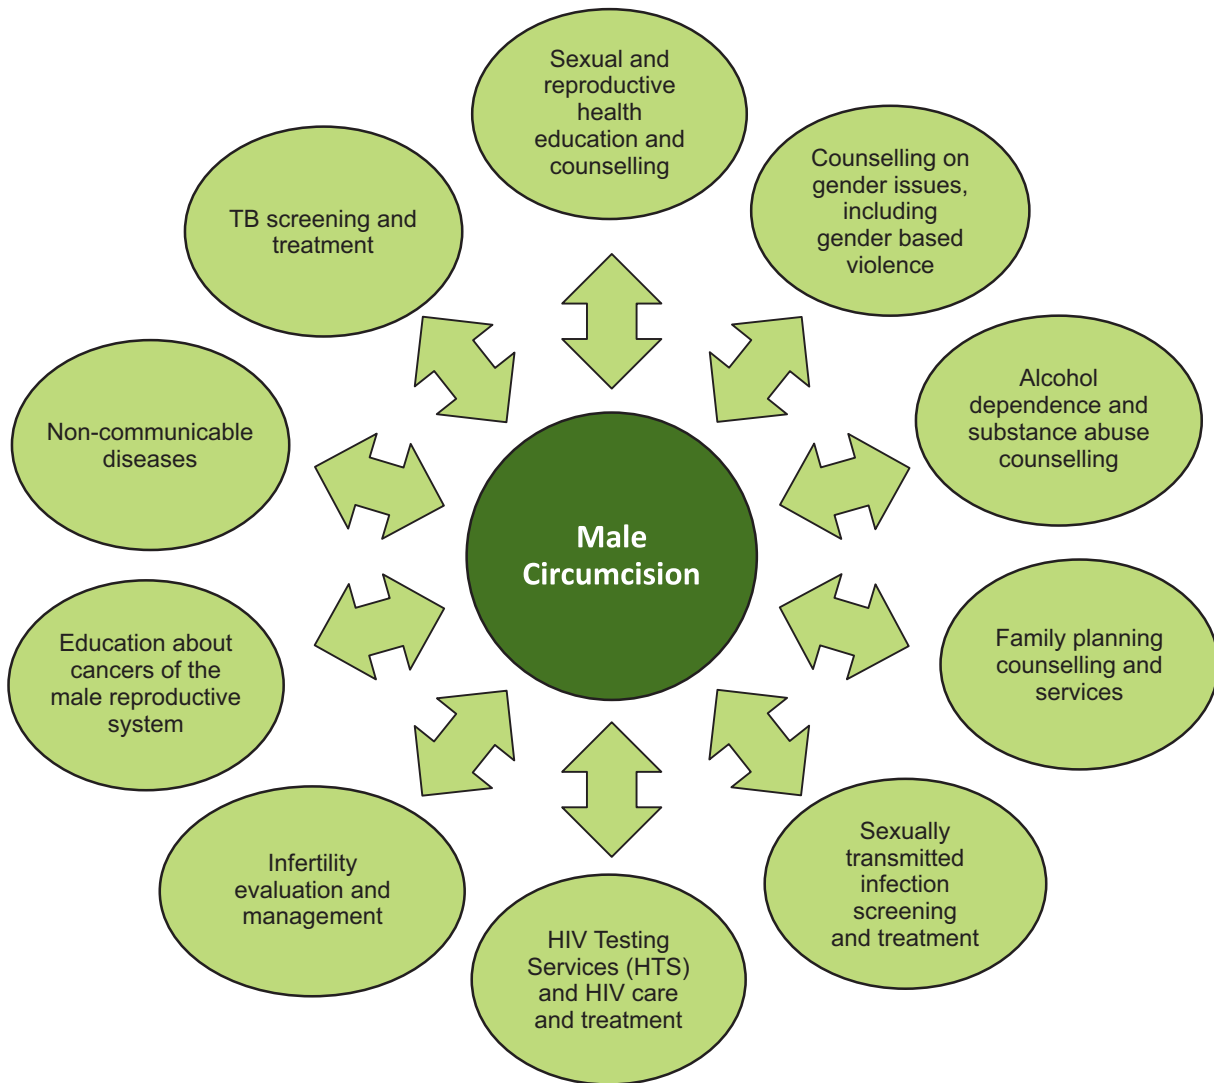 Sexual and
reproductive
health
education and
counselling
Counselling on
gender issues,
including
gender based
violence
Alcohol
dependence and
substance abuse
counselling
Family planning
counselling and
services
Sexually
transmitted
infection
screening
and treatment
HIV Testing
Services (HTS)
and HIV care
and treatment
Infertility
evaluation and
management
Education about
cancers of the
male reproductive
system
Non-communicable
diseases
TB screening and
treatment
Male
Circumcision